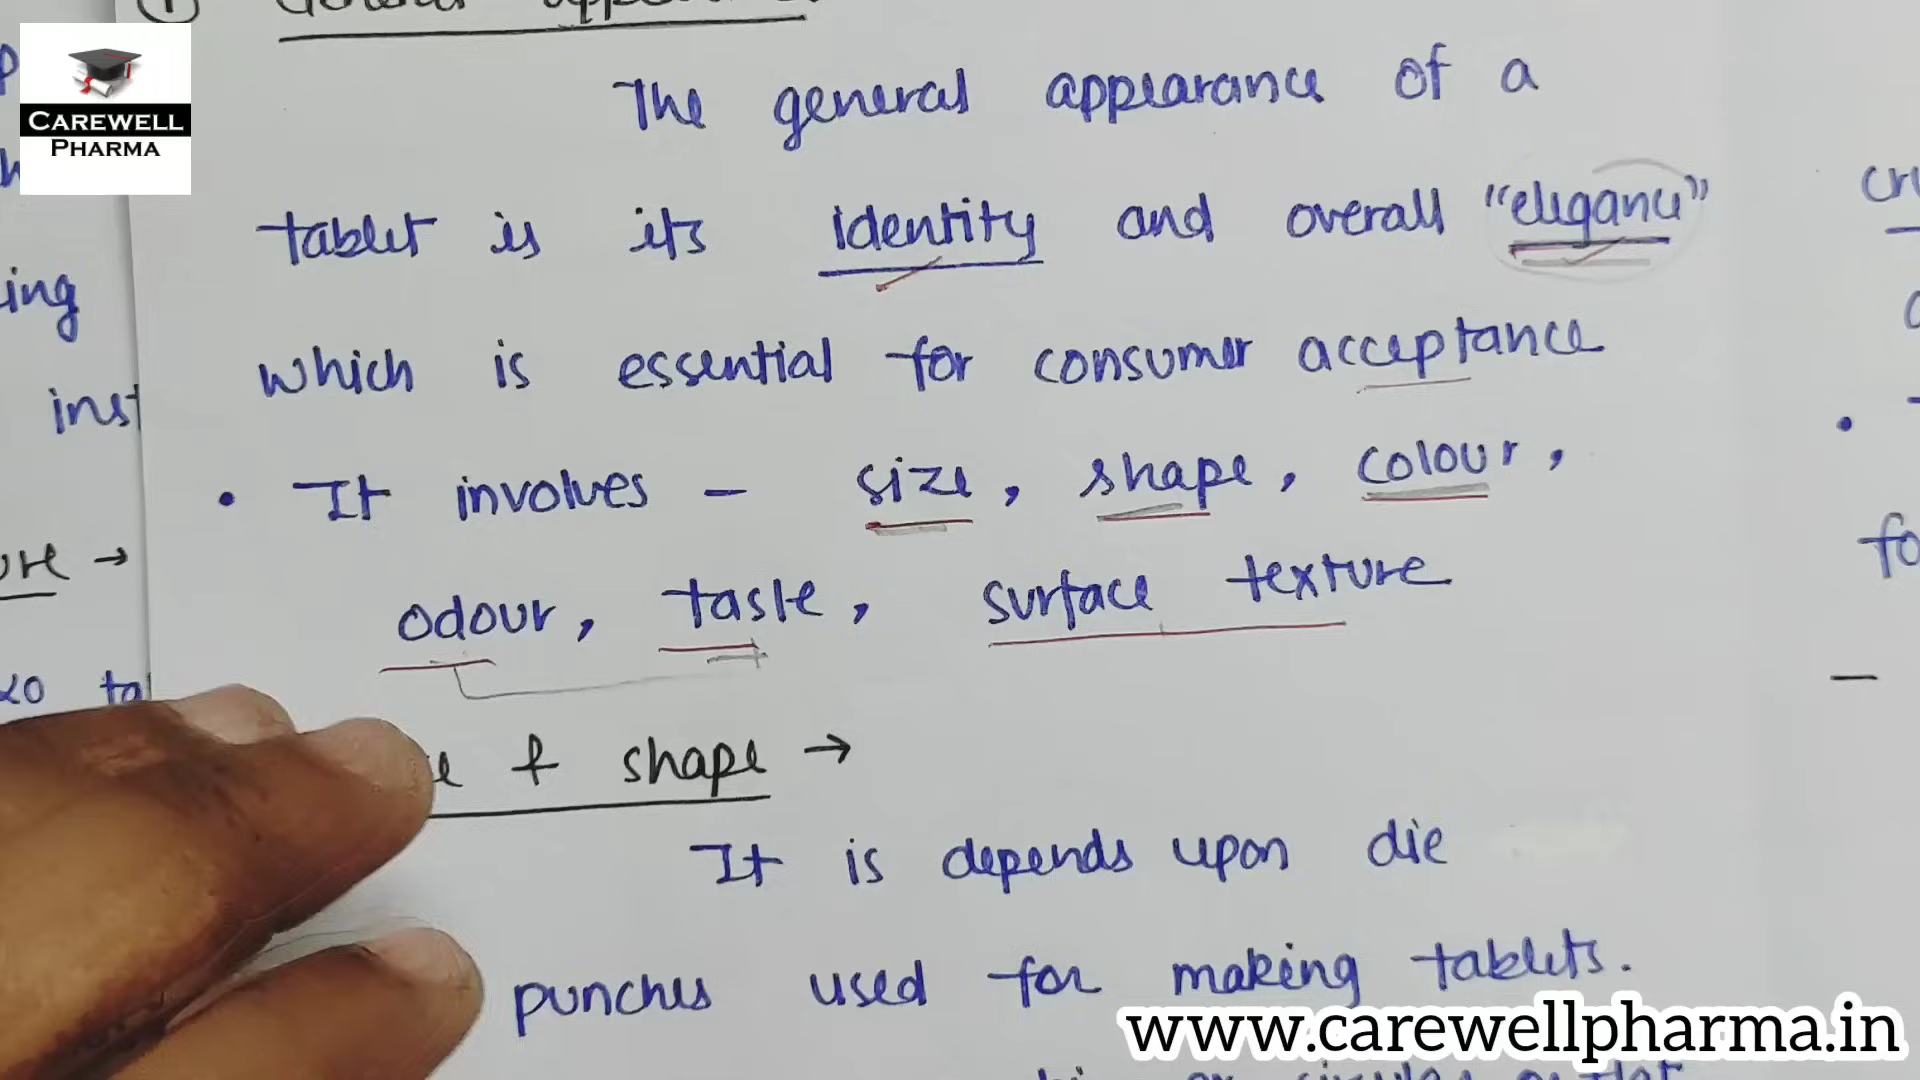 CAREWELL
PHARMA
The general appearance of a
tablet is its identity and overall "elegance"
which is essential for consumer acceptance
• It involves - size, shape, colour,
odour, taste, surface texture
& shape →
It is depends upon die
punches used for making tablets.
www.carewellpharma.in